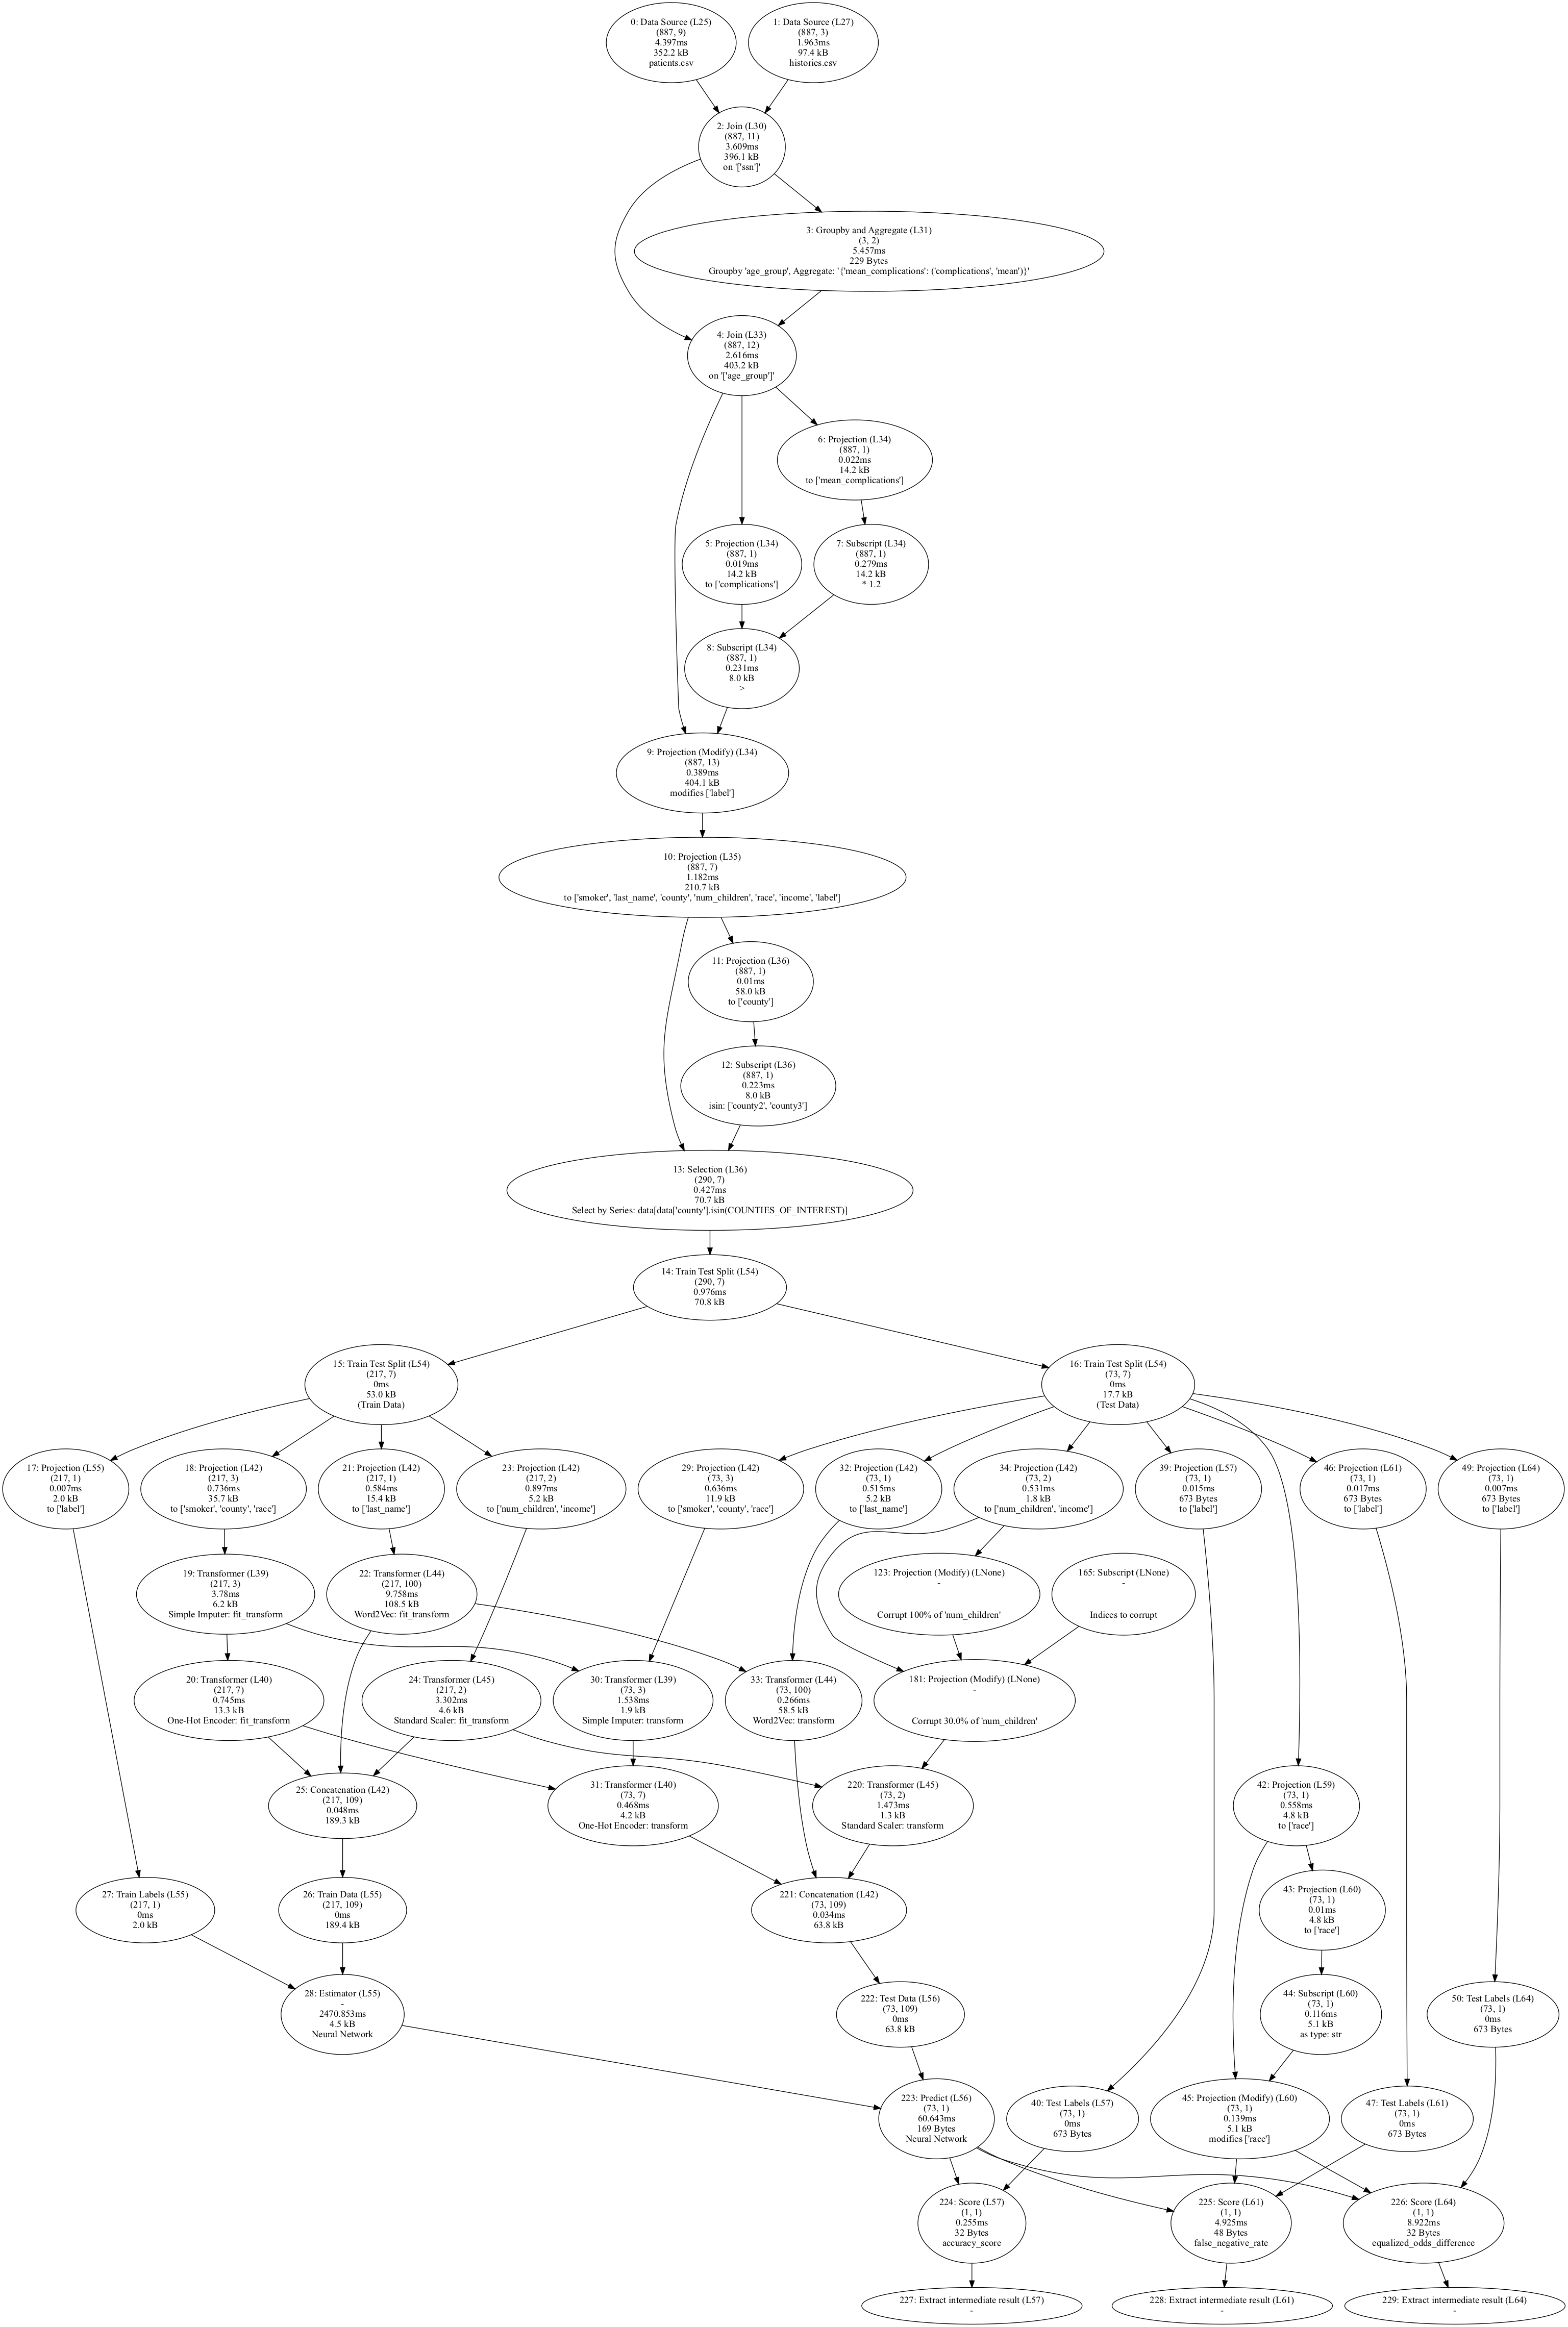 0: Data Source (L25)
(887, 9)
4.397ms
352.2 kB
patients.csv
1: Data Source (L27)
(887, 3)
1.963ms
97.4 kB
histories.csv
2: Join (L30)
(887, 11)
3.609ms
396.1 kB
on '['ssn']'
3: Groupby and Aggregate (L31)
(3, 2)
5.457ms
229 Bytes
Groupby 'age_group', Aggregate: '{'mean_complications': ('complications', 'mean')}'
4: Join (L33)
(887, 12)
2.616ms
403.2 kB
on '['age_group']'
6: Projection (L34)
(887, 1)
0.022ms
14.2 kB
to ['mean_complications']
5: Projection (L34)
(887, 1)
0.019ms
14.2 kB
to ['complications']
7: Subscript (L34)
(887, 1)
0.279ms
14.2 kB
* 1.2
8: Subscript (L34)
(887, 1)
0.231ms
8.0 kB
>
9: Projection (Modify) (L34)
(887, 13)
0.389ms
404.1 kB
modifies ['label']
10: Projection (L35)
(887, 7)
1.182ms
210.7 kB
to ['smoker', 'last_name', 'county', 'num_children', 'race', 'income', 'label']
11: Projection (L36)
(887, 1)
0.01ms
58.0 kB
to ['county']
12: Subscript (L36)
(887, 1)
0.223ms
8.0 kB
isin: ['county2', 'county3']
13: Selection (L36)
(290, 7)
0.427ms
70.7 kB
Select by Series: data[data['county'].isin(COUNTIES_OF_INTEREST)]
14: Train Test Split (L54)
(290, 7)
0.976ms
70.8 kB
15: Train Test Split (L54)
(217, 7)
0ms
53.0 kB
(Train Data)
16: Train Test Split (L54)
(73, 7)
0ms
17.7 kB
(Test Data)
17: Projection (L55)
(217, 1)
0.007ms
2.0 kB
to ['label']
18: Projection (L42)
(217, 3)
0.736ms
35.7 kB
to ['smoker', 'county', 'race']
21: Projection (L42)
(217, 1)
0.584ms
15.4 kB
to ['last_name']
23: Projection (L42)
(217, 2)
0.897ms
5.2 kB
to ['num_children', 'income']
29: Projection (L42)
(73, 3)
0.636ms
11.9 kB
to ['smoker', 'county', 'race']
32: Projection (L42)
(73, 1)
0.515ms
5.2 kB
to ['last_name']
34: Projection (L42)
(73, 2)
0.531ms
1.8 kB
to ['num_children', 'income']
39: Projection (L57)
(73, 1)
0.015ms
673 Bytes
to ['label']
46: Projection (L61)
(73, 1)
0.017ms
673 Bytes
to ['label']
49: Projection (L64)
(73, 1)
0.007ms
673 Bytes
to ['label']
19: Transformer (L39)
(217, 3)
3.78ms
6.2 kB
Simple Imputer: fit_transform
22: Transformer (L44)
(217, 100)
9.758ms
108.5 kB
Word2Vec: fit_transform
123: Projection (Modify) (LNone)
-
Corrupt 100% of 'num_children'
165: Subscript (LNone)
-
Indices to corrupt
20: Transformer (L40)
(217, 7)
0.745ms
13.3 kB
One-Hot Encoder: fit_transform
24: Transformer (L45)
(217, 2)
3.302ms
4.6 kB
Standard Scaler: fit_transform
30: Transformer (L39)
(73, 3)
1.538ms
1.9 kB
Simple Imputer: transform
33: Transformer (L44)
(73, 100)
0.266ms
58.5 kB
Word2Vec: transform
181: Projection (Modify) (LNone)
-
Corrupt 30.0% of 'num_children'
25: Concatenation (L42)
(217, 109)
0.048ms
189.3 kB
31: Transformer (L40)
(73, 7)
0.468ms
4.2 kB
One-Hot Encoder: transform
220: Transformer (L45)
(73, 2)
1.473ms
1.3 kB
Standard Scaler: transform
42: Projection (L59)
(73, 1)
0.558ms
4.8 kB
to ['race']
27: Train Labels (L55)
(217, 1)
0ms
2.0 kB
26: Train Data (L55)
(217, 109)
0ms
189.4 kB
221: Concatenation (L42)
(73, 109)
0.034ms
63.8 kB
43: Projection (L60)
(73, 1)
0.01ms
4.8 kB
to ['race']
28: Estimator (L55)
-
2470.853ms
4.5 kB
Neural Network
222: Test Data (L56)
(73, 109)
0ms
63.8 kB
44: Subscript (L60)
(73, 1)
0.116ms
5.1 kB
as type: str
50: Test Labels (L64)
(73, 1)
0ms
673 Bytes
223: Predict (L56)
(73, 1)
60.643ms
169 Bytes
Neural Network
40: Test Labels (L57)
(73, 1)
0ms
673 Bytes
45: Projection (Modify) (L60)
(73, 1)
0.139ms
5.1 kB
modifies ['race']
47: Test Labels (L61)
(73, 1)
0ms
673 Bytes
224: Score (L57)
(1, 1)
0.255ms
32 Bytes
accuracy_score
225: Score (L61)
(1, 1)
4.925ms
48 Bytes
false_negative_rate
226: Score (L64)
(1, 1)
8.922ms
32 Bytes
equalized_odds_difference
227: Extract intermediate result (L57)
-
228: Extract intermediate result (L61)
-
229: Extract intermediate result (L64)
-